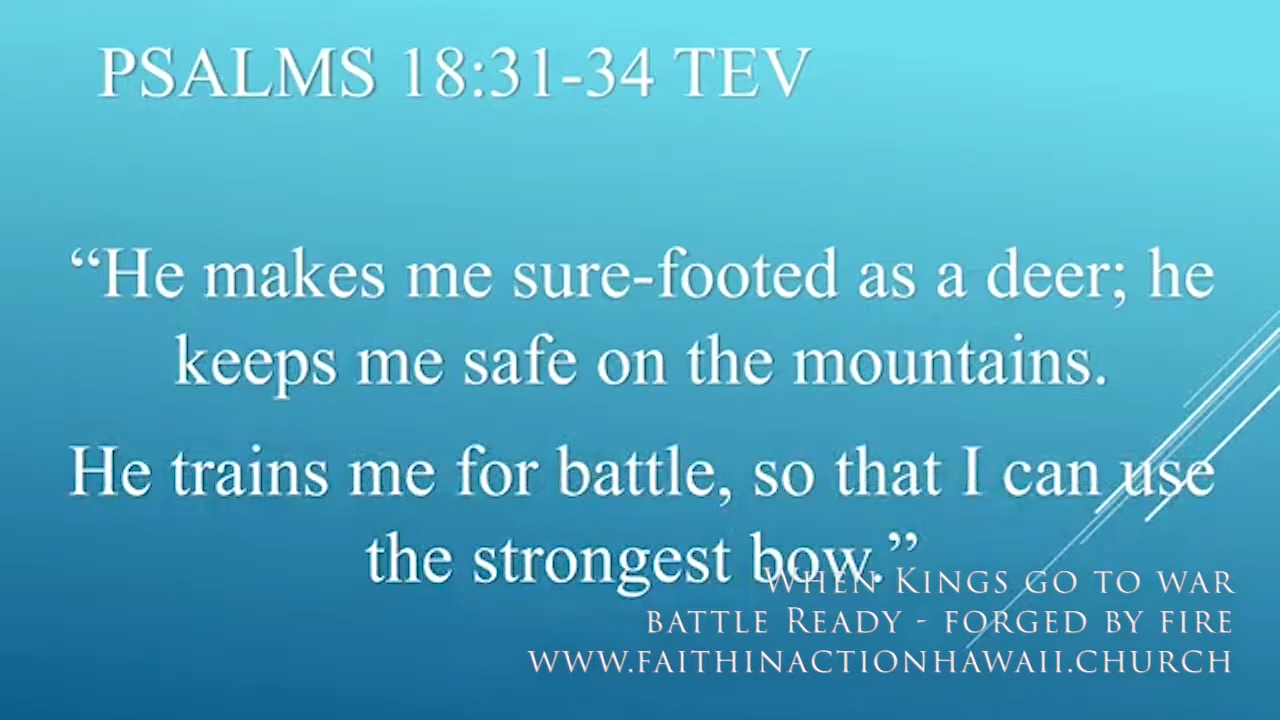 PSALMS 18:31-34 TEV
“He makes me sure-footed as a deer; he
keeps me safe on the mountains.
He trains me for battle, so that I can use
the strongest bow.”
When Kings go to war
battle Ready - forged by fire
www.faithinactionhawaii.church